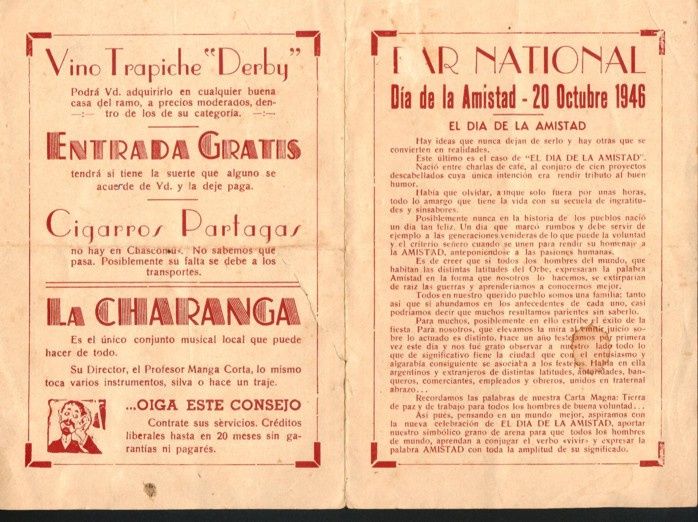 Vino Trapiche "Derby"
Podrá Vd. adquirirlo en cualquier buena
casa del ramo, a precios moderados, den-
—:— tro de los de su categoría. —:—
ENTRADA GRATIS
tendrá si tiene la suerte que alguno se
acuerde de Vd. y la deje paga.
Cigarros Partagas
no hay en Chascomús. No sabemos que
pasa. Posiblemente su falta se debe a los
transportes.
LA CHARANGA
Es el único conjunto musical local que puede
hacer de todo.
Su Director, el Profesor Manga Corta, lo mismo
toca varios instrumentos, silva o hace un traje.
...OIGA ESTE CONSEJO
Contrate sus servicios. Créditos
liberales hasta en 20 meses sin ga-
rantías ni pagarés.
BAR NATIONAL
Día de la Amistad - 20 Octubre 1946
EL DIA DE LA AMISTAD
Hay ideas que nunca dejan de serlo y hay otras que se
convierten en realidades.
Este último es el caso de "EL DIA DE LA AMISTAD".
Nació entre charlas de café, al conjuro de cien proyectos
descabellados cuya única intención era rendir tributo al buen
humor.
Había que olvidar, aunque solo fuera por unas horas,
todo lo amargo que tiene la vida con su secuela de ingratitu-
des y sinsabores.
Posiblemente nunca en la historia de los pueblos nació
un día tan feliz. Un día que marcó rumbos y debe servir de
ejemplo a las generaciones venideras de lo que puede la voluntad
y el criterio señero cuando se unen para rendir su homenaje a
la AMISTAD, anteponiéndose a las pasiones humanas.
Es de creer que si todos los hombres del mundo, que
habitan las distintas latitudes del Orbe, expresaran la palabra
Amistad en la forma que nosotros lo hacemos, se extirparían
de raíz las guerras y aprenderíamos a conocernos mejor.
Todos en nuestro querido pueblo somos una familia: tanto
así que si ahundamos en los antecedentes de cada uno, casi
podríamos decir que muchos resultamos parientes sin saberlo.
Para muchos, posiblemente en ello estribe el éxito de la
fiesta. Para nosotros, que elevamos la mira al emitir juicio so-
bre lo actuado es distinto. Hace un año festejamos por primera
vez este día y nos fué grato observar a nuestro lado todo lo
que de significativo tiene la ciudad que con el entusiasmo y
algarabía consiguiente se asociaba a los festejos. Había en ella
argentinos y extranjeros de distintas latitudes, autoridades, ban-
queros, comerciantes, empleados y obreros, unidos en fraternal
abrazo...
Recordamos las palabras de nuestra Carta Magna: Tierra
de paz y de trabajo para todos los hombres de buena voluntad...
Así pués, pensando en un mundo mejor, aspiramos con
la nueva celebración de EL DIA DE LA AMISTAD, aportar
nuestro simbólico grano de arena para que todos los hombres
de mundo, aprendan a conjugar el verbo «vivir» y expresar la
palabra AMISTAD con toda la amplitud de su significado.